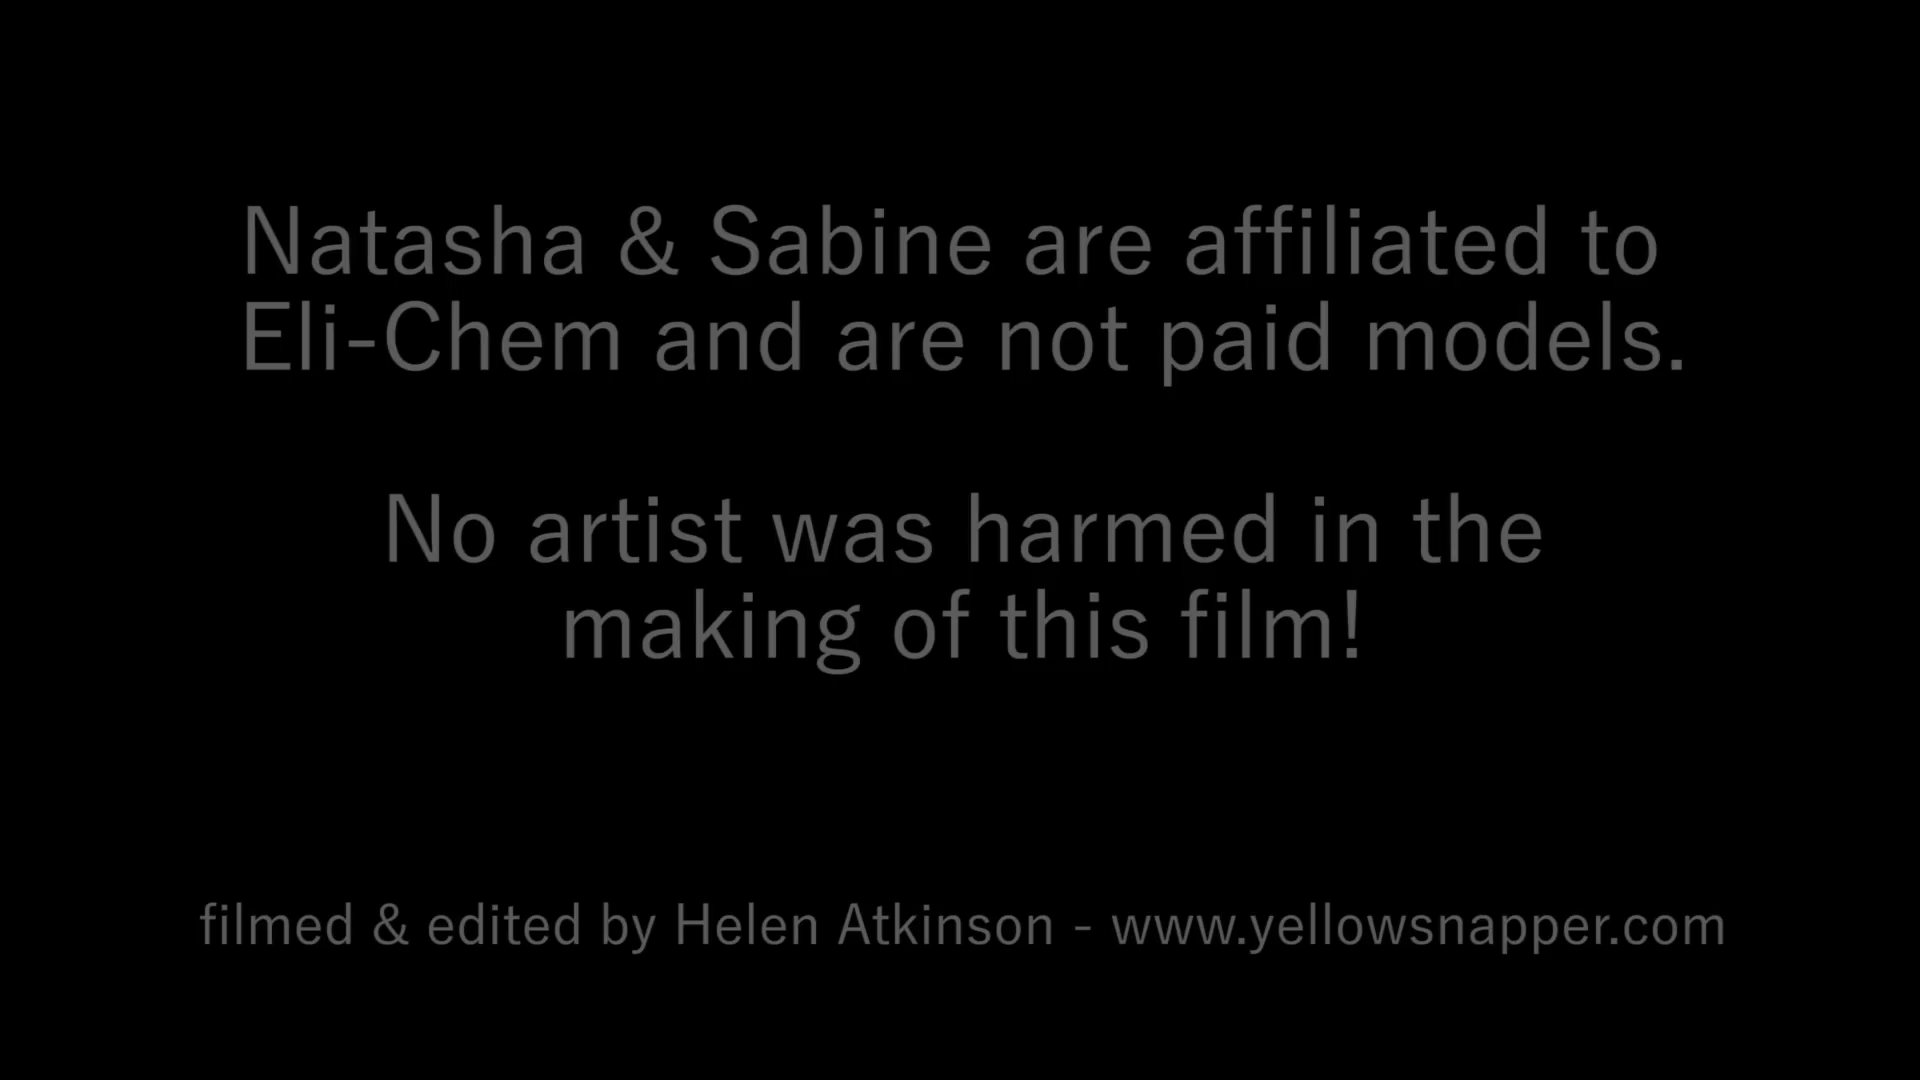 Natasha & Sabine are affiliated to
Eli-Chem and are not paid models.
No artist was harmed in the
making of this film!
filmed & edited by Helen Atkinson - www.yellowsnapper.com